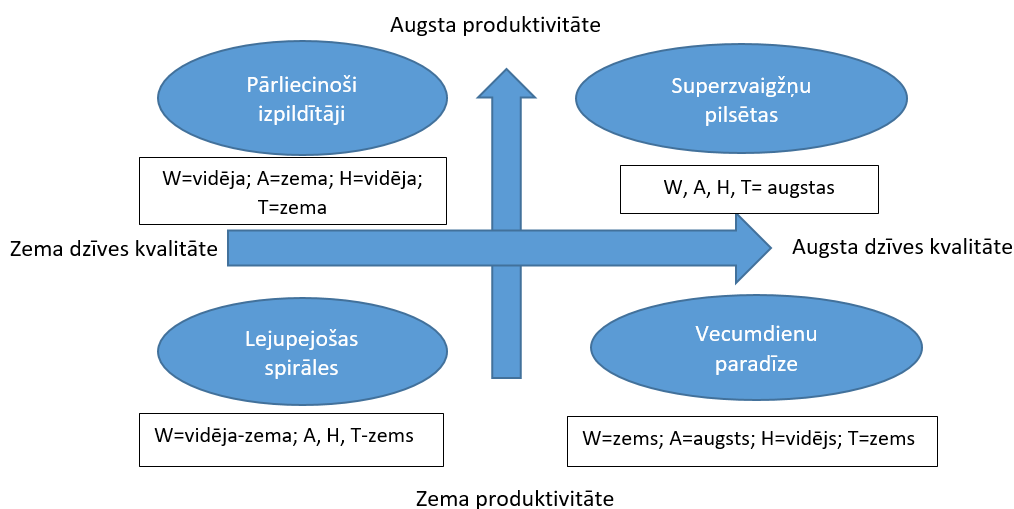 Augsta produktivitāte
Pārliecinoši
izpildītāji
Superzvaigžņu
pilsētas
W=vidēja; A=zema; H=vidēja;
T=zema
W, A, H, T= augstas
Zema dzīves kvalitāte
Augsta dzīves kvalitāte
Lejupejošas
spirāles
Vecumdienu
paradīze
W=vidēja-zema; A, H, T-zems
W=zems; A=augsts; H=vidējs; T=zems
Zema produktivitāte